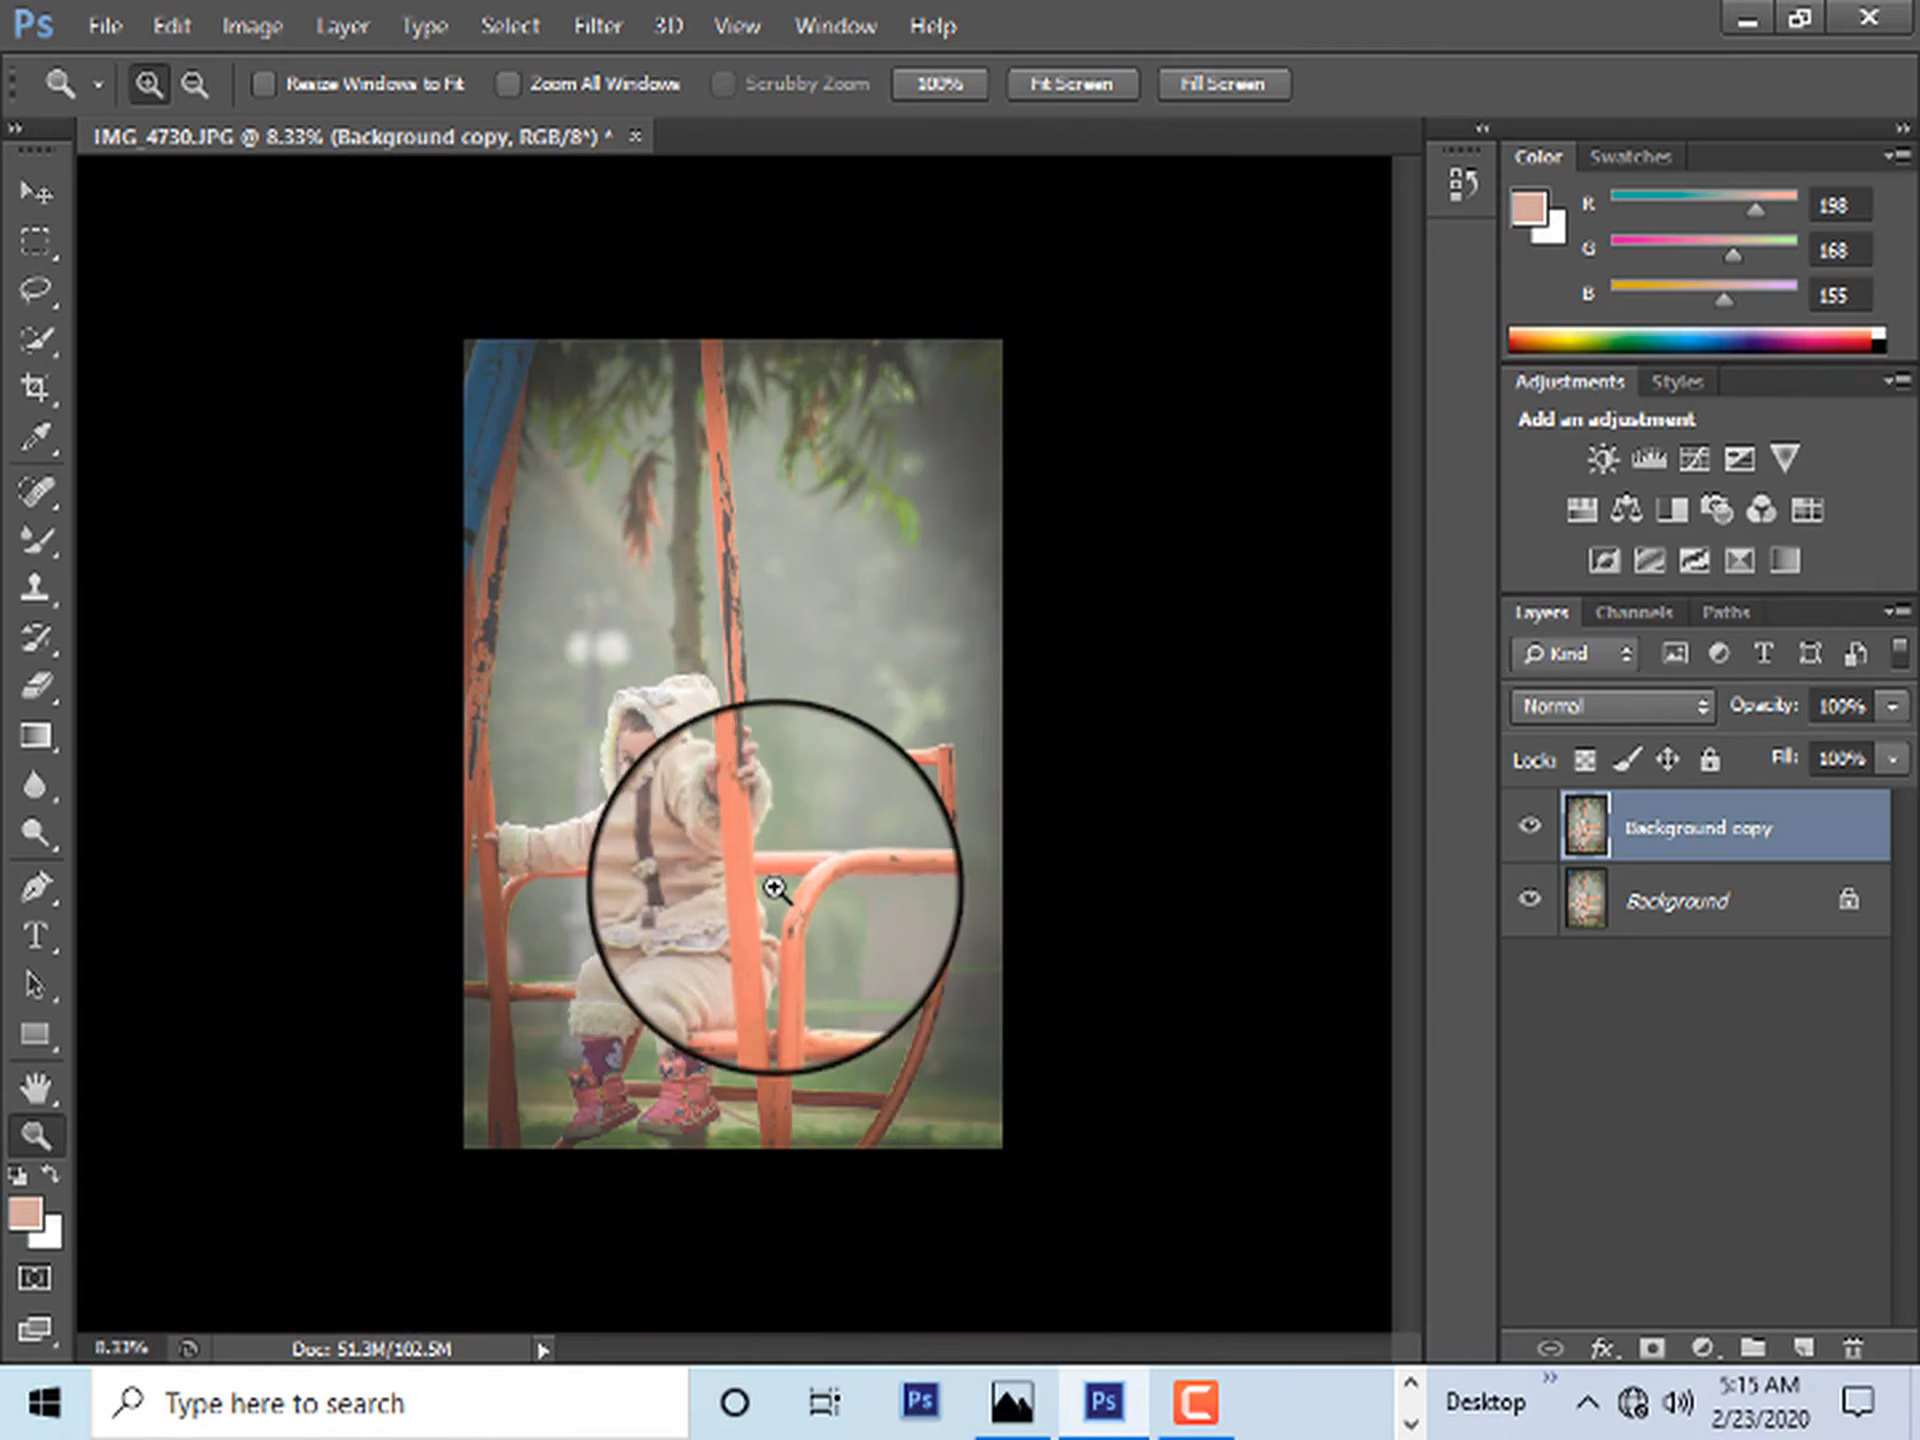 Ps File Edit Image Layer Type Select Filter 3D View Window Help
Resize Windows to Fit Zoom All Windows Scrubby Zoom 100% Fit Screen Fill Screen
IMG_4730.JPG @ 8.33% (Background copy, RGB/8*) *
Color Swatches
R 198
G 168
B 155
Adjustments Styles
Add an adjustment
Layers Channels Paths
Kind
Normal Opacity: 100%
Lock: Fill: 100%
Background copy
Background
8.33% Doc: 51.3M/102.5M
Type here to search
Ps
Ps
Desktop
5:15 AM
2/23/2020